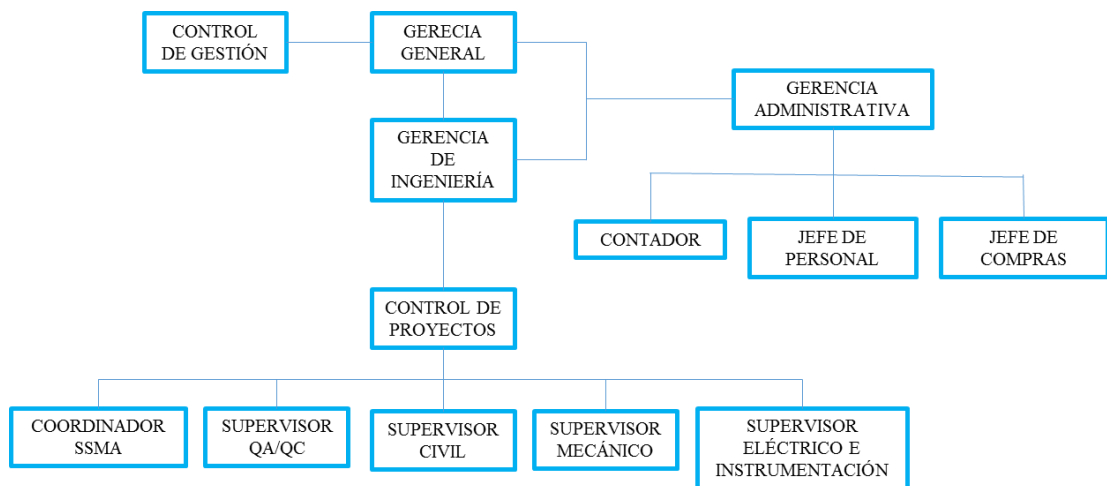 CONTROL
DE GESTIÓN
GERECIA
GENERAL
GERENCIA
ADMINISTRATIVA
GERENCIA
DE
INGENIERÍA
CONTADOR
JEFE DE
PERSONAL
JEFE DE
COMPRAS
CONTROL DE
PROYECTOS
COORDINADOR
SSMA
SUPERVISOR
QA/QC
SUPERVISOR
CIVIL
SUPERVISOR
MECÁNICO
SUPERVISOR
ELÉCTRICO E
INSTRUMENTACIÓN